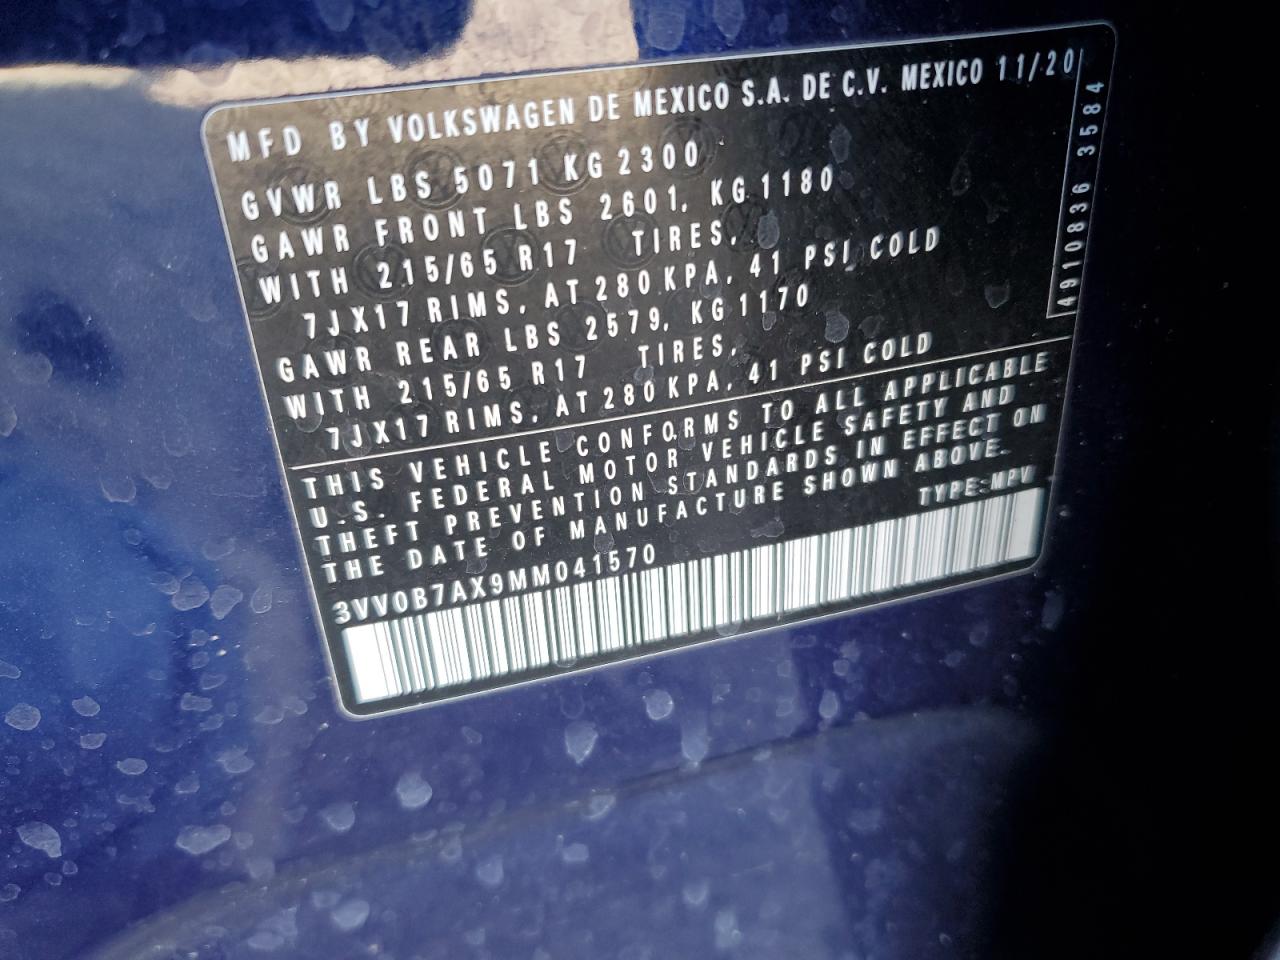 MFD BY VOLKSWAGEN DE MEXICO S.A. DE C.V. MEXICO 11/20
GVWR LBS 5071 KG 2300
GAWR FRONT LBS 2601, KG 1180
WITH 215/65 R17 TIRES,
7JX17 RIMS, AT 280 KPA, 41 PSI COLD
GAWR REAR LBS 2579, KG 1170
WITH 215/65 R17 TIRES,
7JX17 RIMS, AT 280 KPA, 41 PSI COLD
THIS VEHICLE CONFORMS TO ALL APPLICABLE
U.S. FEDERAL MOTOR VEHICLE SAFETY AND
THEFT PREVENTION STANDARDS IN EFFECT ON
THE DATE OF MANUFACTURE SHOWN ABOVE.
TYPE:MPV
3VV0B7AX9MM041570
4910836 3584